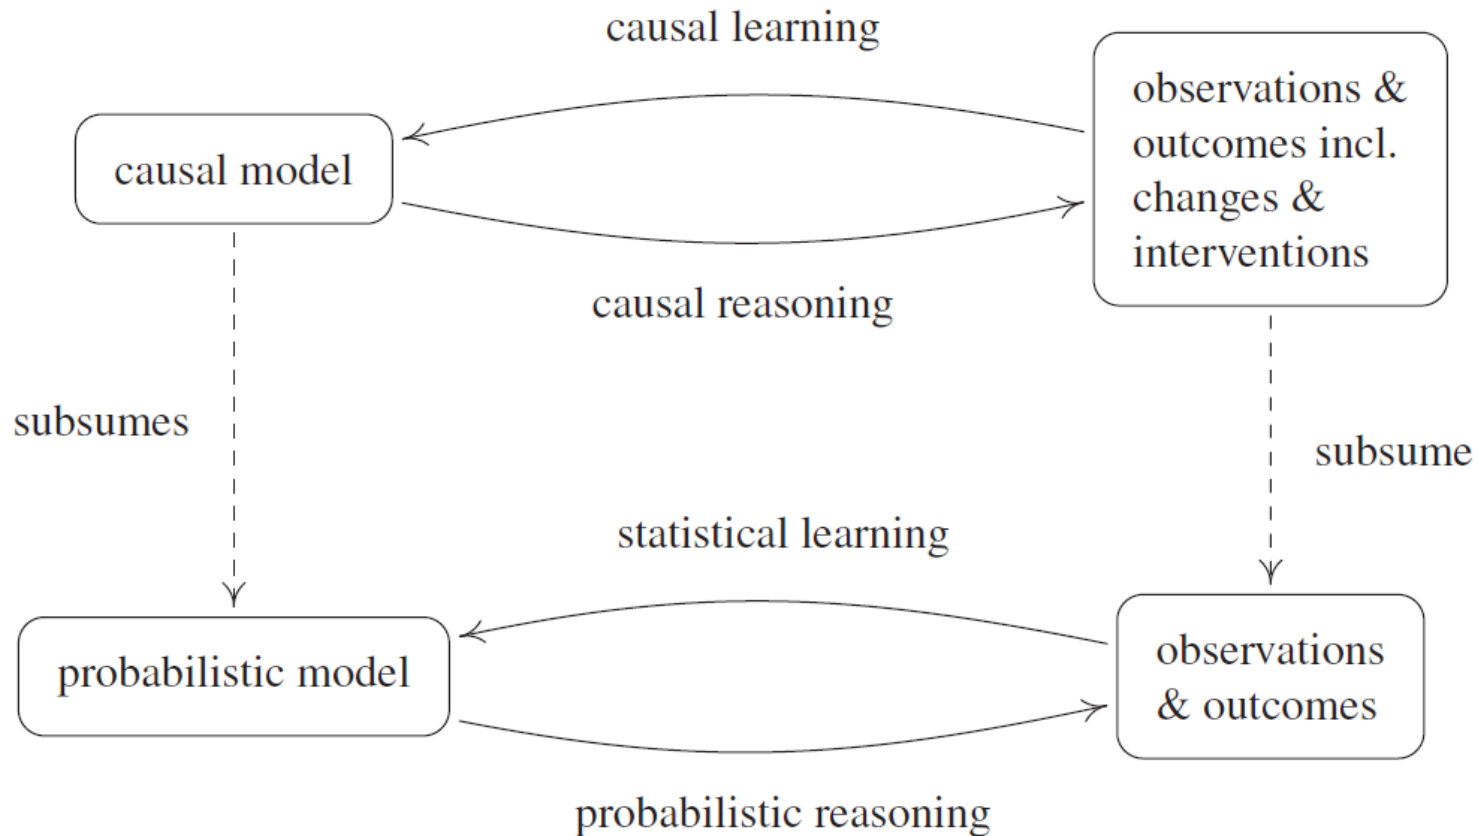 causal learning
causal model
observations &
outcomes incl.
changes &
interventions
causal reasoning
subsumes
subsume
statistical learning
probabilistic model
observations
& outcomes
probabilistic reasoning